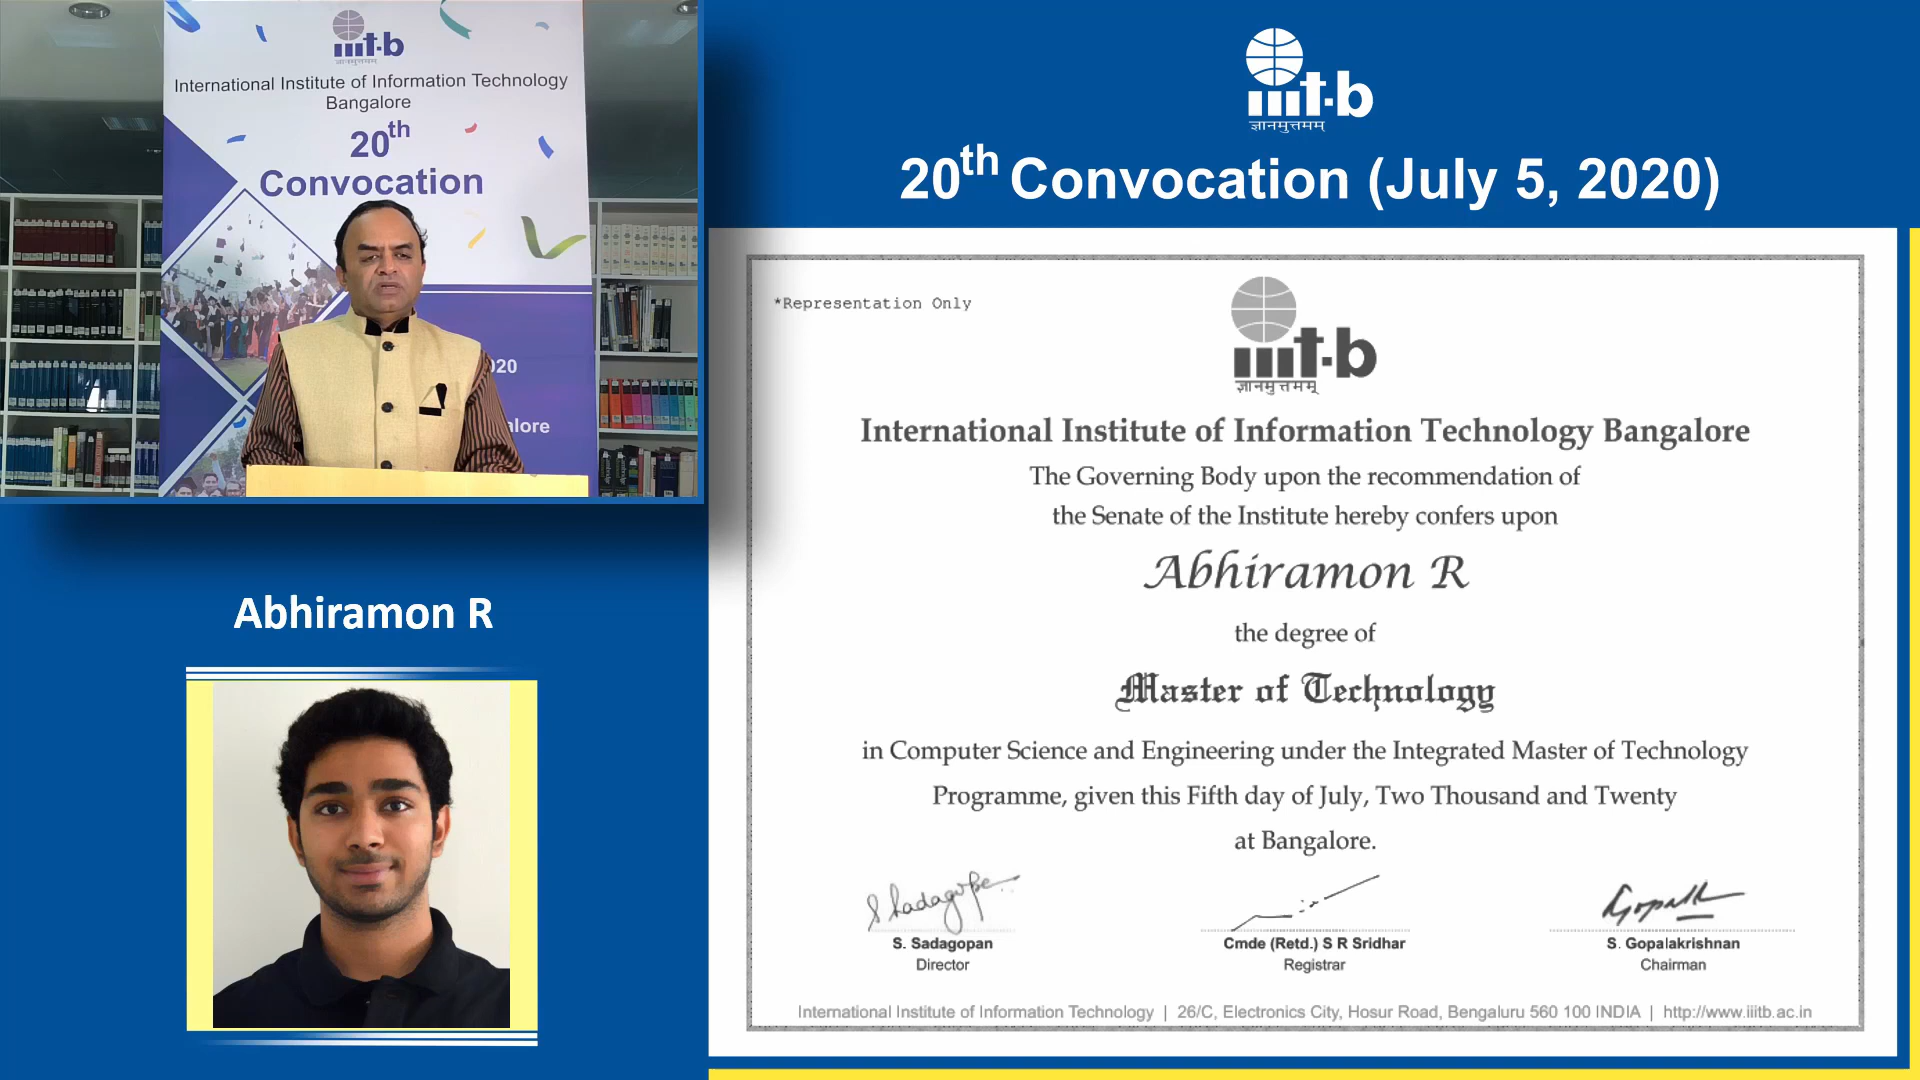 iiit-b
ज्ञानमुत्तमम्
International Institute of Information Technology
Bangalore
20th
Convocation
020
alore
iiit-b
ज्ञानमुत्तमम्
20th Convocation (July 5, 2020)
Abhiramon R
*Representation Only
iiit-b
ज्ञानमुत्तमम्
International Institute of Information Technology Bangalore
The Governing Body upon the recommendation of
the Senate of the Institute hereby confers upon
Abhiramon R
the degree of
Master of Technology
in Computer Science and Engineering under the Integrated Master of Technology
Programme, given this Fifth day of July, Two Thousand and Twenty
at Bangalore.
S. Sadagopan
Director
Cmde (Retd.) S R Sridhar
Registrar
S. Gopalakrishnan
Chairman
International Institute of Information Technology | 26/C, Electronics City, Hosur Road, Bengaluru 560 100 INDIA | http://www.iiitb.ac.in